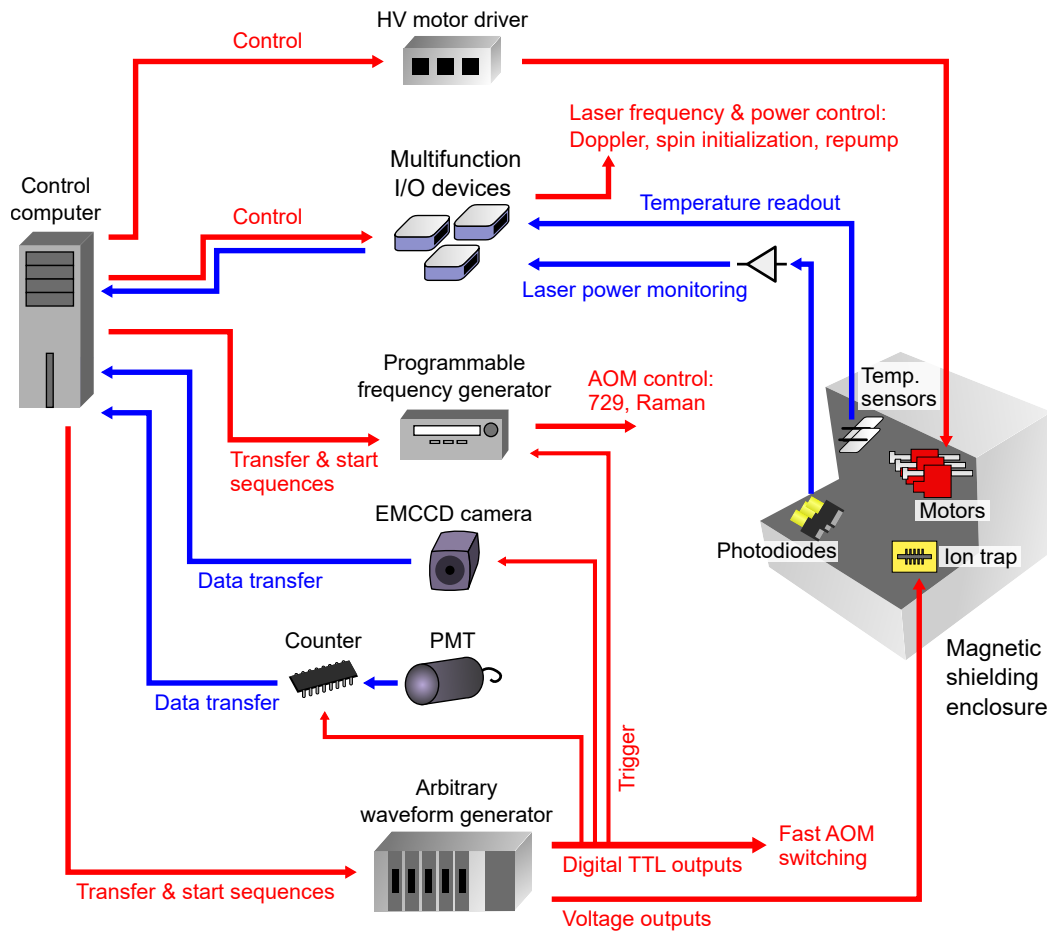 HV motor driver
Control
Laser frequency & power control:
Doppler, spin initialization, repump
Multifunction
I/O devices
Control
computer
Control
Temperature readout
Laser power monitoring
Programmable
frequency generator
AOM control:
729, Raman
Temp.
sensors
Transfer & start
sequences
Motors
EMCCD camera
Photodiodes
Ion trap
Data transfer
Counter
PMT
Magnetic
shielding
enclosure
Data transfer
Trigger
Arbitrary
waveform generator
Fast AOM
switching
Digital TTL outputs
Transfer & start sequences
Voltage outputs